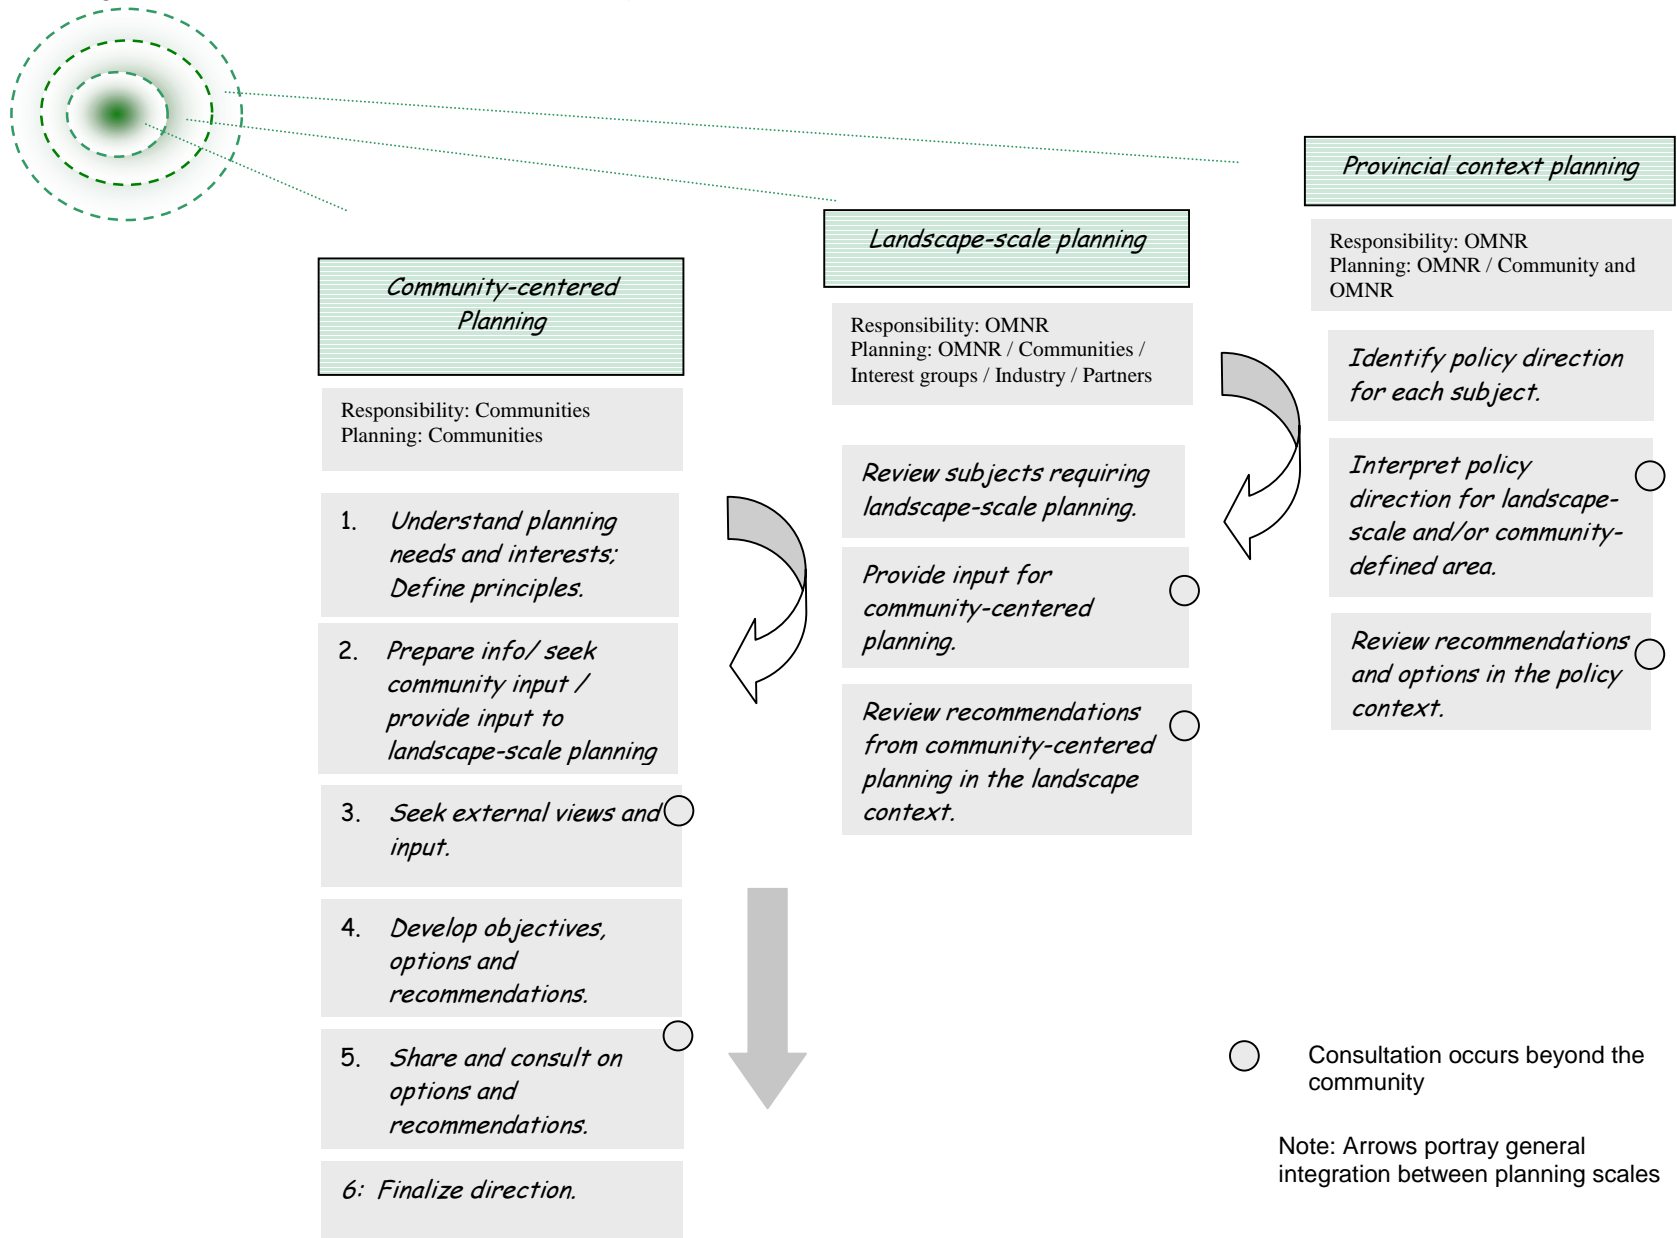 Community-centered
Planning
Responsibility: Communities
Planning: Communities
1. Understand planning
needs and interests;
Define principles.
2. Prepare info/ seek
community input /
provide input to
landscape-scale planning
3. Seek external views and
input.
4. Develop objectives,
options and
recommendations.
5. Share and consult on
options and
recommendations.
6: Finalize direction.
Landscape-scale planning
Responsibility: OMNR
Planning: OMNR / Communities /
Interest groups / Industry / Partners
Review subjects requiring
landscape-scale planning.
Provide input for
community-centered
planning.
Review recommendations
from community-centered
planning in the landscape
context.
Provincial context planning
Responsibility: OMNR
Planning: OMNR / Community and
OMNR
Identify policy direction
for each subject.
Interpret policy
direction for landscape-
scale and/or community-
defined area.
Review recommendations
and options in the policy
context.
Consultation occurs beyond the
community
Note: Arrows portray general
integration between planning scales